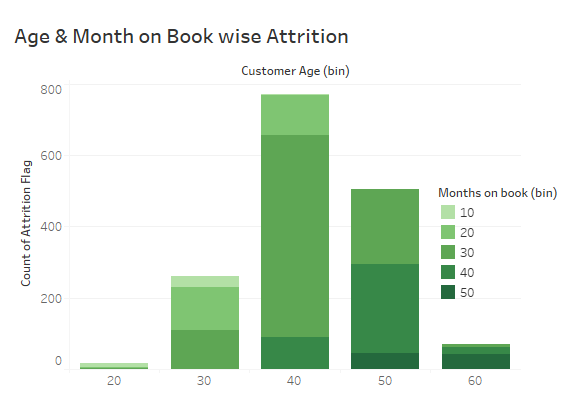 Age & Month on Book wise Attrition
Customer Age (bin)
Count of Attrition Flag
800
600
400
200
0
20 30 40 50 60
Months on book (bin)
10
20
30
40
50